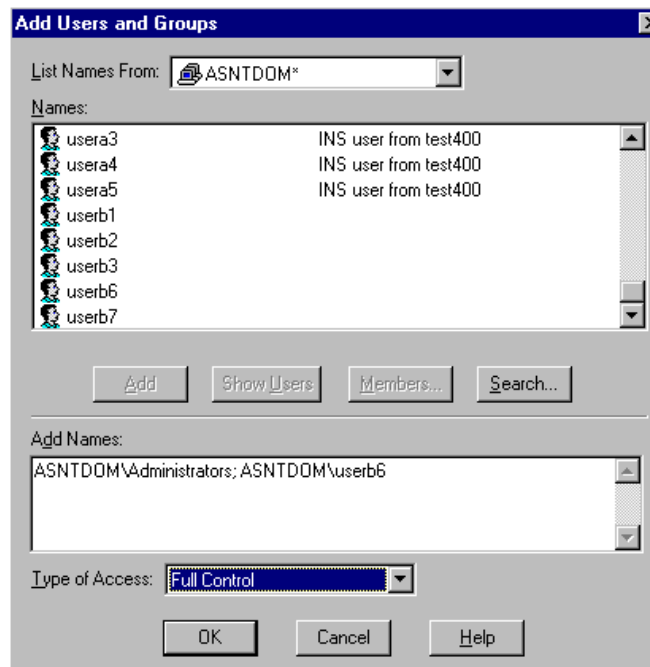 Add Users and Groups
List Names From: ASNTDOM*
Names:
usera3 INS user from test400
usera4 INS user from test400
usera5 INS user from test400
userb1
userb2
userb3
userb6
userb7
Add Show Users Members... Search...
Add Names:
ASNTDOM\Administrators; ASNTDOM\userb6
Type of Access: Full Control
OK Cancel Help